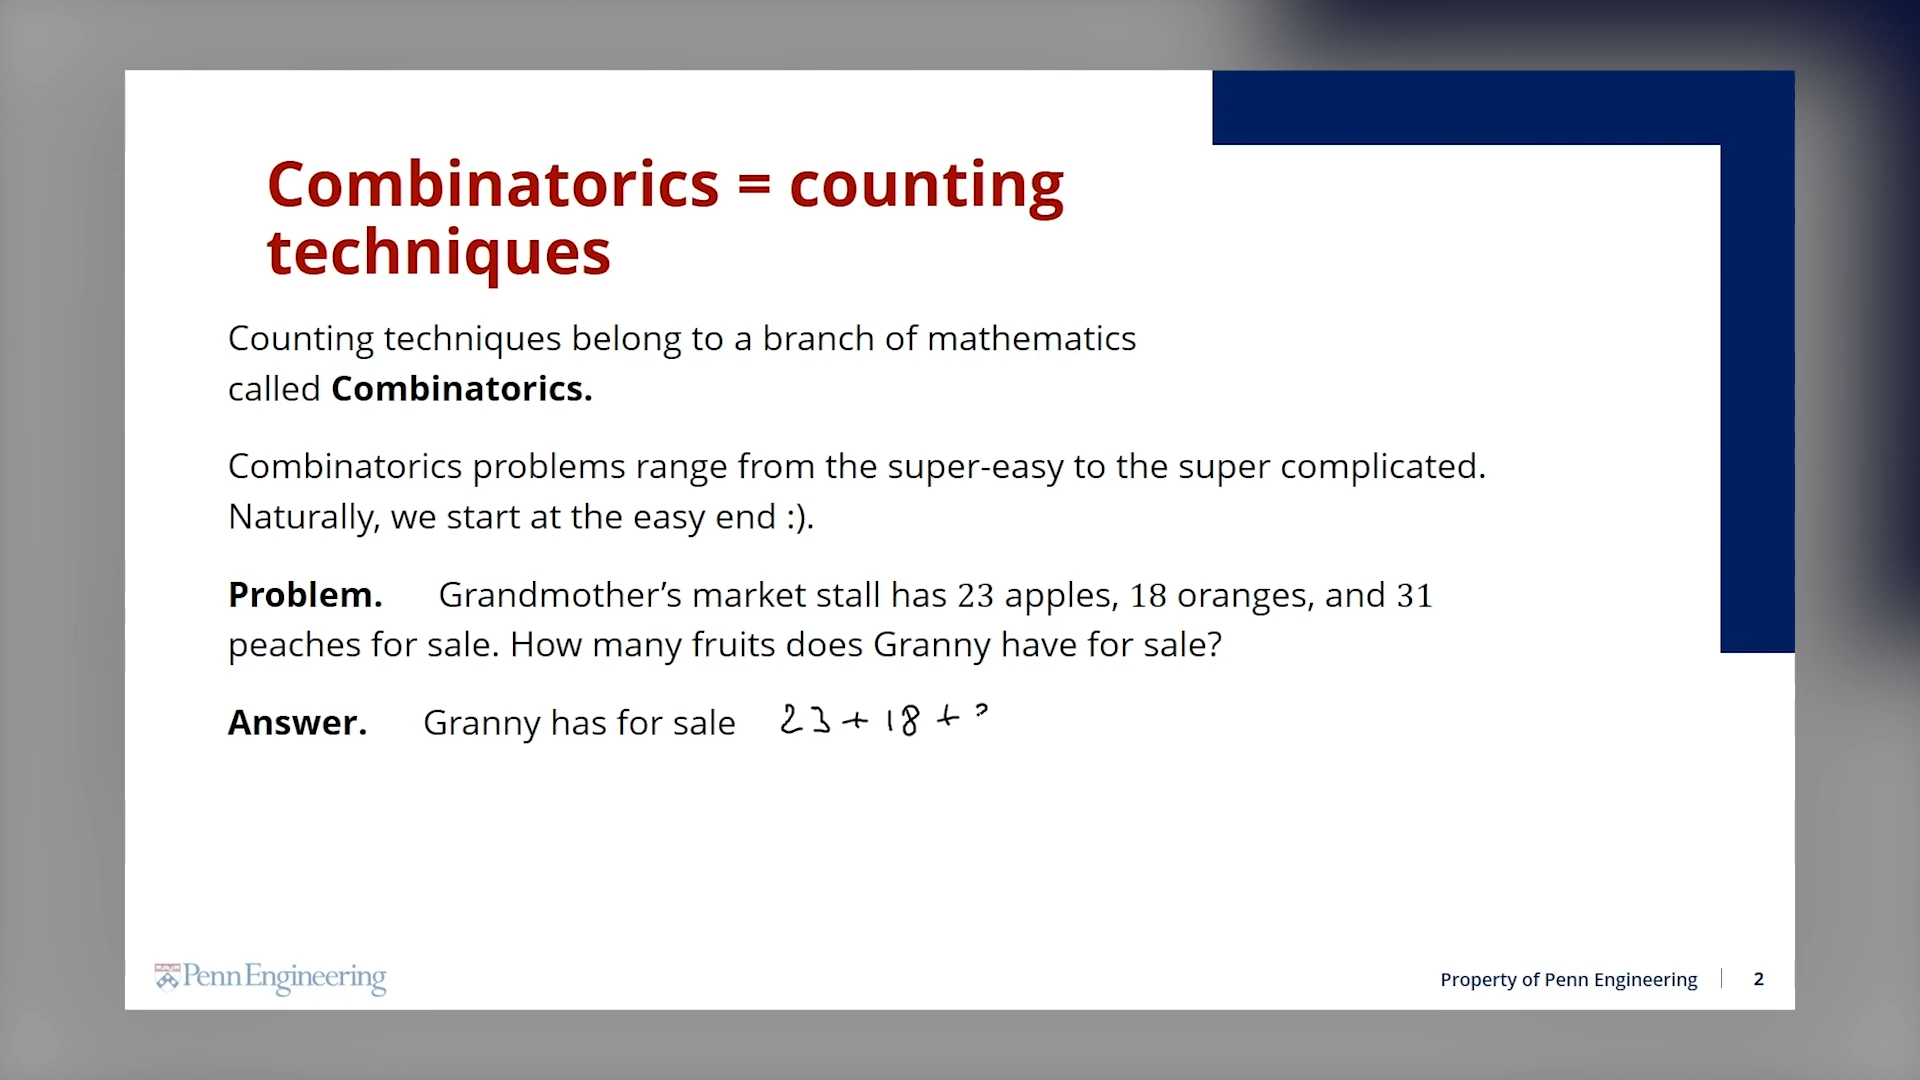 Combinatorics = counting
techniques
Counting techniques belong to a branch of mathematics
called Combinatorics.
Combinatorics problems range from the super-easy to the super complicated.
Naturally, we start at the easy end :).
Problem. Grandmother’s market stall has 23 apples, 18 oranges, and 31
peaches for sale. How many fruits does Granny have for sale?
Answer. Granny has for sale 23 + 18 +
Penn Engineering
Property of Penn Engineering 2